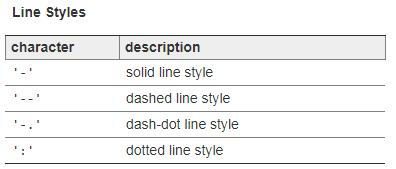 Line Styles
character description
'-' solid line style
'--' dashed line style
'-.' dash-dot line style
':' dotted line style